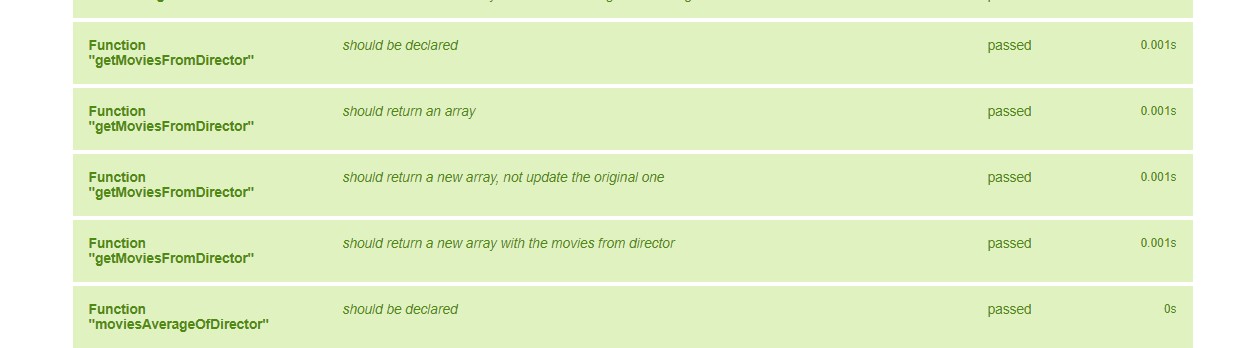 Function should be declared passed 0.001s
"getMoviesFromDirector"
Function should return an array passed 0.001s
"getMoviesFromDirector"
Function should return a new array, not update the original one passed 0.001s
"getMoviesFromDirector"
Function should return a new array with the movies from director passed 0.001s
"getMoviesFromDirector"
Function should be declared passed 0s
"moviesAverageOfDirector"